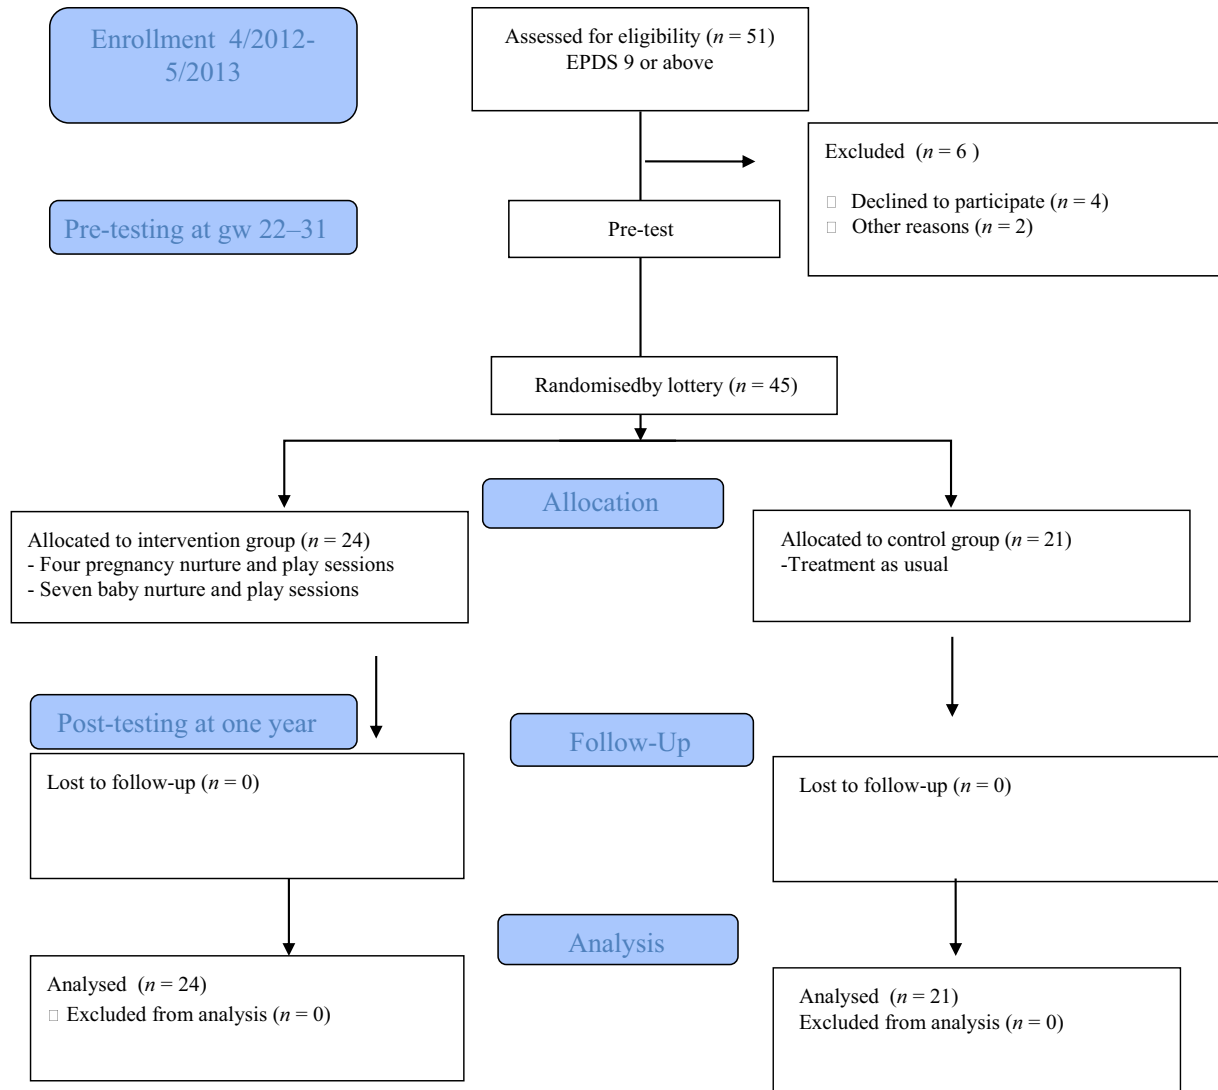 Enrollment 4/2012-
5/2013
Assessed for eligibility (n = 51)
EPDS 9 or above
Excluded (n = 6 )
□ Declined to participate (n = 4)
□ Other reasons (n = 2)
Pre-testing at gw 22–31
Pre-test
Randomisedby lottery (n = 45)
Allocation
Allocated to intervention group (n = 24)
- Four pregnancy nurture and play sessions
- Seven baby nurture and play sessions
Allocated to control group (n = 21)
-Treatment as usual
Post-testing at one year
Follow-Up
Lost to follow-up (n = 0)
Lost to follow-up (n = 0)
Analysis
Analysed (n = 24)
□ Excluded from analysis (n = 0)
Analysed (n = 21)
Excluded from analysis (n = 0)